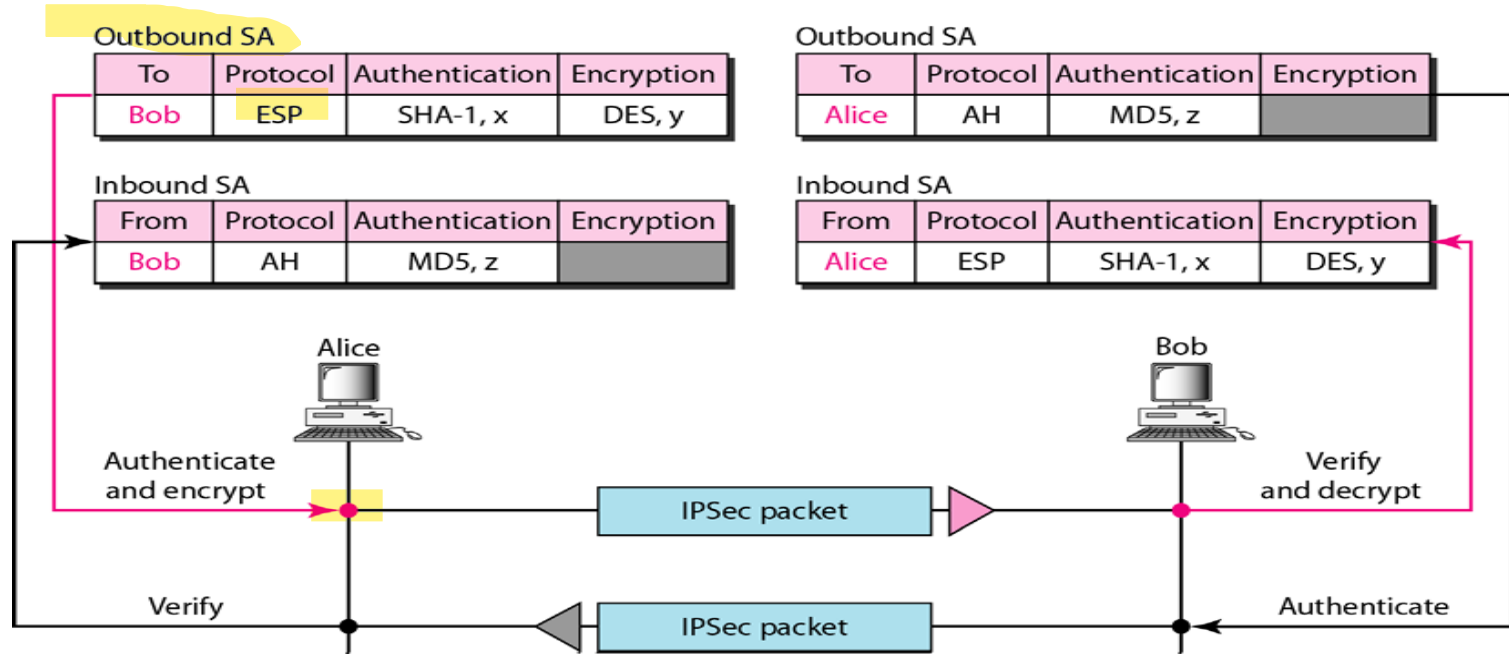 Outbound SA
To Protocol Authentication Encryption
Bob ESP SHA-1, x DES, y
Outbound SA
To Protocol Authentication Encryption
Alice AH MD5, z
Inbound SA
From Protocol Authentication Encryption
Bob AH MD5, z
Inbound SA
From Protocol Authentication Encryption
Alice ESP SHA-1, x DES, y
Alice
Bob
Authenticate
and encrypt
IPSec packet
Verify
and decrypt
Verify
IPSec packet
Authenticate